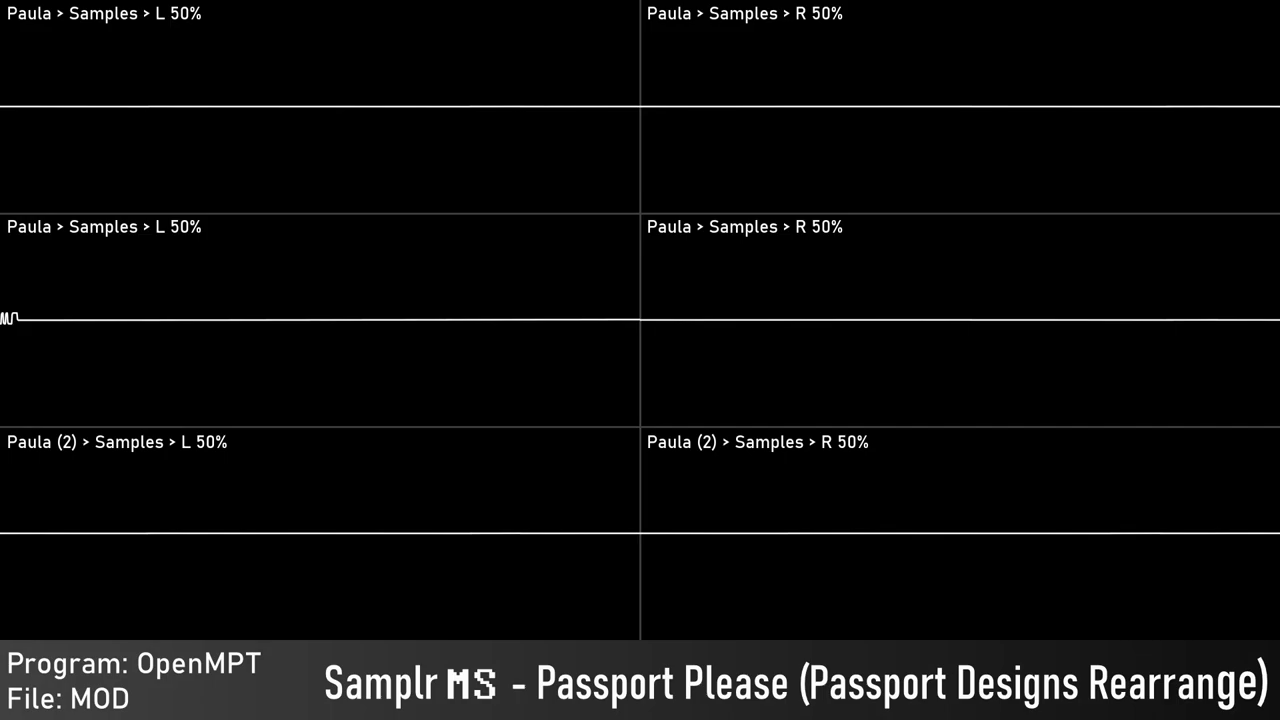 Paula > Samples > L 50%
Paula > Samples > R 50%
Paula > Samples > L 50%
Paula > Samples > R 50%
Paula (2) > Samples > L 50%
Paula (2) > Samples > R 50%
Program: OpenMPT
File: MOD
Samplr MS - Passport Please (Passport Designs Rearrange)